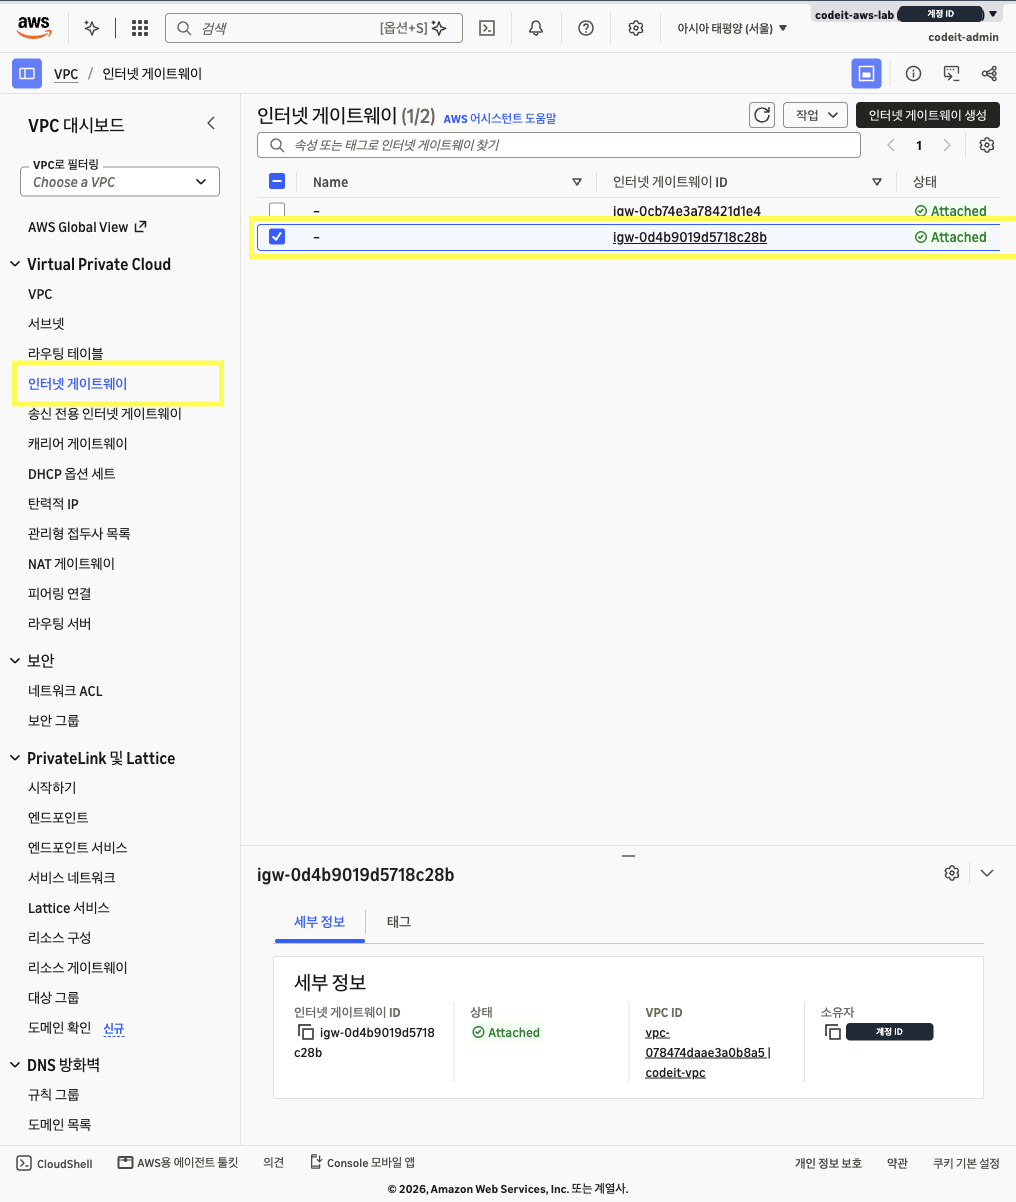 aws
검색
[옵션+S]
아시아 태평양 (서울)
codeit-aws-lab
계정 ID
codeit-admin
VPC / 인터넷 게이트웨이
VPC 대시보드
VPC로 필터링
Choose a VPC
AWS Global View
Virtual Private Cloud
VPC
서브넷
라우팅 테이블
인터넷 게이트웨이
송신 전용 인터넷 게이트웨이
캐리어 게이트웨이
DHCP 옵션 세트
탄력적 IP
관리형 접두사 목록
NAT 게이트웨이
피어링 연결
라우팅 서버
보안
네트워크 ACL
보안 그룹
PrivateLink 및 Lattice
시작하기
엔드포인트
엔드포인트 서비스
서비스 네트워크
Lattice 서비스
리소스 구성
리소스 게이트웨이
대상 그룹
도메인 확인 신규
DNS 방화벽
규칙 그룹
도메인 목록
인터넷 게이트웨이 (1/2) AWS 어시스턴트 도움말
작업
인터넷 게이트웨이 생성
속성 또는 태그로 인터넷 게이트웨이 찾기
1
Name 인터넷 게이트웨이 ID 상태
– igw-0cb74e3a78421d1e4 Attached
– igw-0d4b9019d5718c28b Attached
igw-0d4b9019d5718c28b
세부 정보 태그
세부 정보
인터넷 게이트웨이 ID
igw-0d4b9019d5718
c28b
상태
Attached
VPC ID
vpc-
078474daae3a0b8a5 |
codeit-vpc
소유자
계정 ID
CloudShell AWS용 에이전트 툴킷 의견 Console 모바일 앱 개인 정보 보호 약관 쿠키 기본 설정
© 2026, Amazon Web Services, Inc. 또는 계열사.